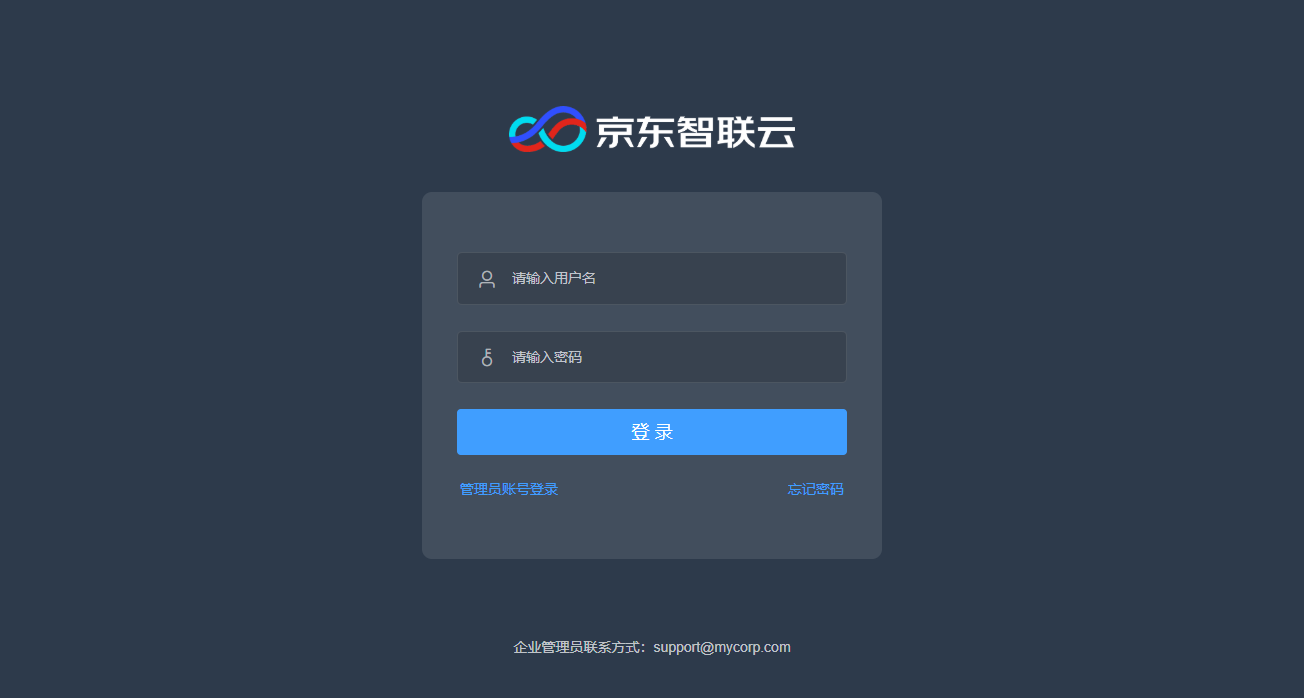 京东智联云
请输入用户名
请输入密码
登录
管理员账号登录
忘记密码
企业管理员联系方式：support@mycorp.com